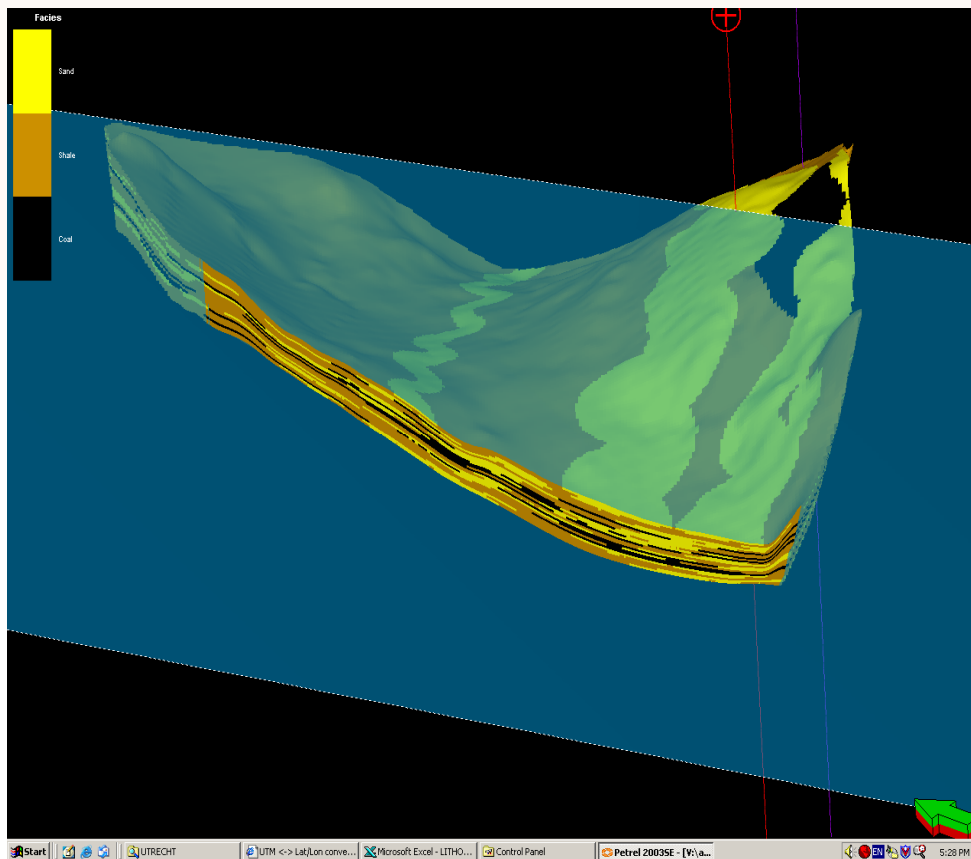 Facies
Sand
Shale
Coal
Start
UTRECHT
UTM <-> Lat/Lon conve...
Microsoft Excel - LITHO...
Control Panel
Petrel 2003SE - [V:\a...
EN
5:28 PM